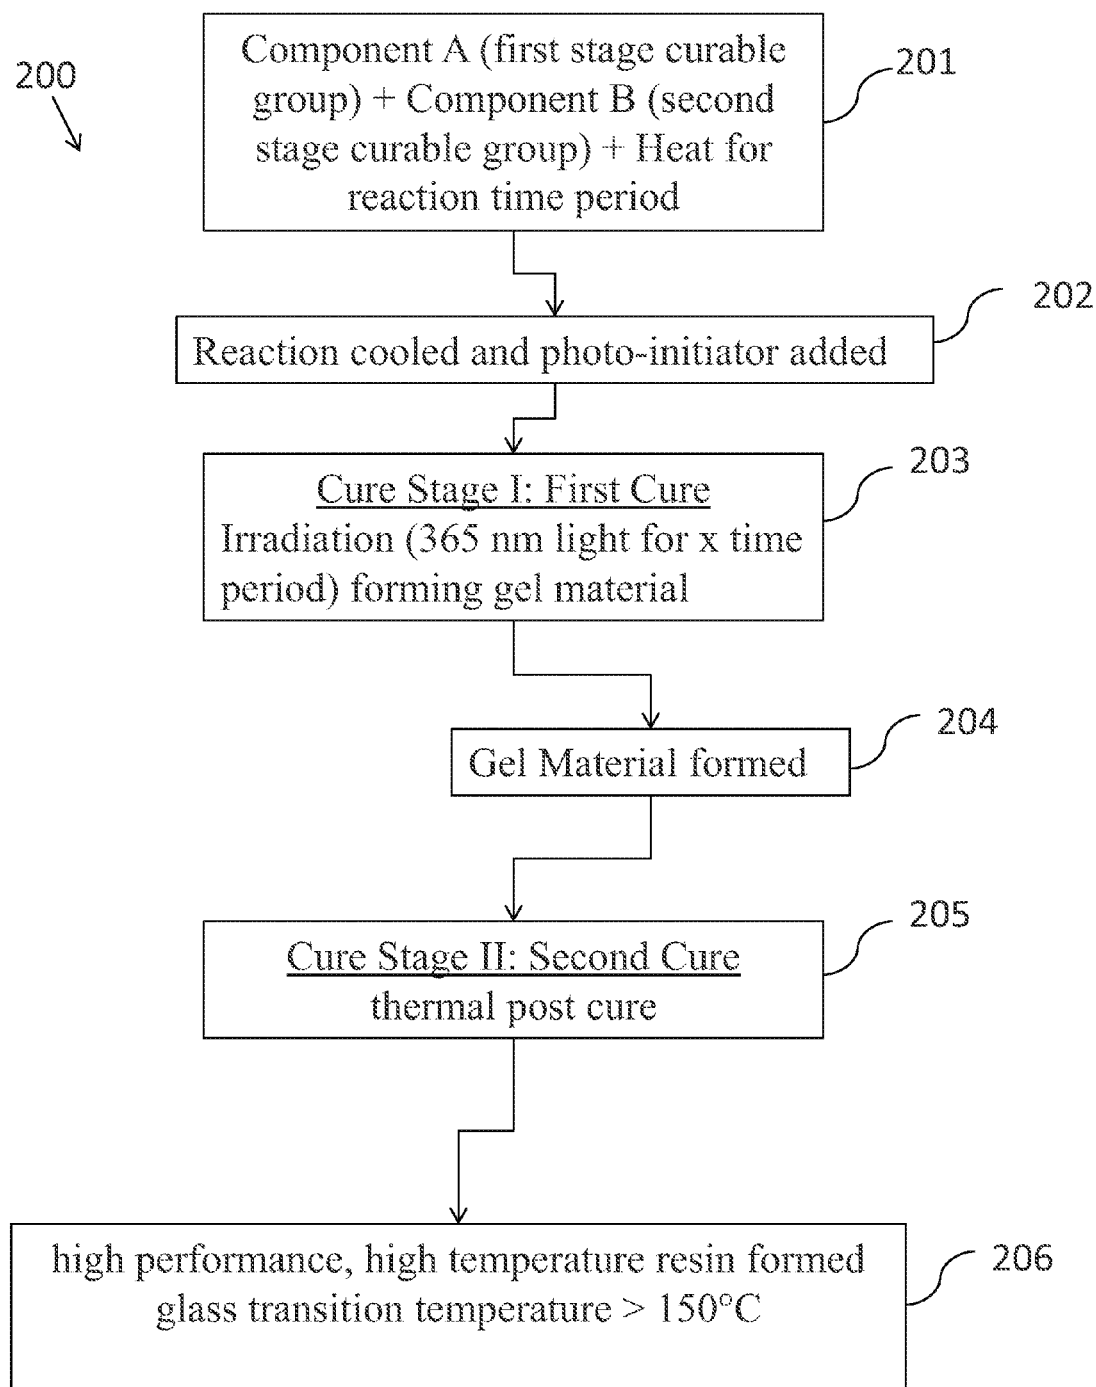 200
Component A (first stage curable
group) + Component B (second
stage curable group) + Heat for
reaction time period
201
Reaction cooled and photo-initiator added
202
Cure Stage I: First Cure
Irradiation (365 nm light for x time
period) forming gel material
203
Gel Material formed
204
Cure Stage II: Second Cure
thermal post cure
205
high performance, high temperature resin formed
glass transition temperature > 150°C
206